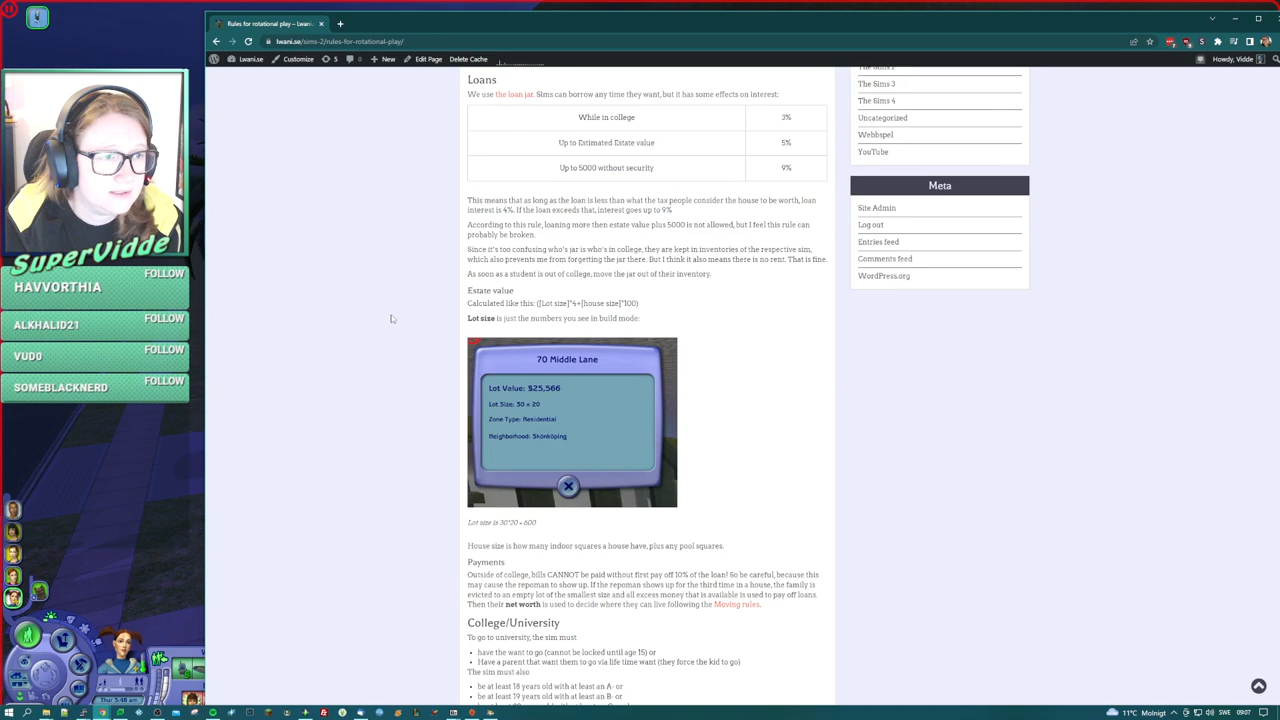 Rules for rotational play – Lwani.
lwani.se/sims-2/rules-for-rotational-play/
Lwani.se
Customize
5
0
New
Edit Page
Delete Cache
Howdy, Vidde
Loans
We use the loan jar. Sims can borrow any time they want, but it has some effects on interest:
While in college 3%
Up to Estimated Estate value 5%
Up to 5000 without security 9%
This means that as long as the loan is less than what the tax people consider the house to be worth, loan
interest is 4%. If the loan exceeds that, interest goes up to 9%
According to this rule, loaning more then estate value plus 5000 is not allowed, but I feel this rule can
porbably be broken.
Since it's too confusing who's jar is who's in college, they are kept in inventories of the respective sim,
which also prevents me from forgetting the jar there. But I think it also means there is no rent. That is fine.
As soon as a student is out of college, move the jar out of their inventory.
Estate value
Calculated like this: ([Lot size]*4+[house size]*100)
Lot size is just the numbers you see in build mode:
70 Middle Lane
Lot Value: §25,566
Lot Size: 30 x 20
Zone Type: Residential
Neighborhood: Skönköping
Lot size is 30*20 = 600
House size is how many indoor squares a house have, plus any pool squares.
Payments
Outside of college, bills CANNOT be paid without first pay off 10% of the loan! So be careful, because this
may cause the repoman to show up. If the repoman shows up for the third time in a house, the family is
evicted to an empty lot of the smallest size and all excess money that is available is used to pay off loans.
Then their net worth is used to decide where they can live following the Moving rules.
College/University
To go to university, the sim must
have the want to go (cannot be locked until age 15) or
Have a parent that want them to go via life time want (they force the kid to go)
The sim must also
be at least 18 years old with at least an A- or
be at least 19 years old with at least an B- or
The Sims 2
The Sims 3
The Sims 4
Uncategorized
Webbspel
YouTube
Meta
Site Admin
Log out
Entries feed
Comments feed
WordPress.org
SuperVidde
FOLLOW
HAVVORTHIA
ALKHALID21 FOLLOW
VUD0 FOLLOW
SOMEBLACKNERD FOLLOW
Thur 5:48 am
11°C Molnigt
SWE
09:07